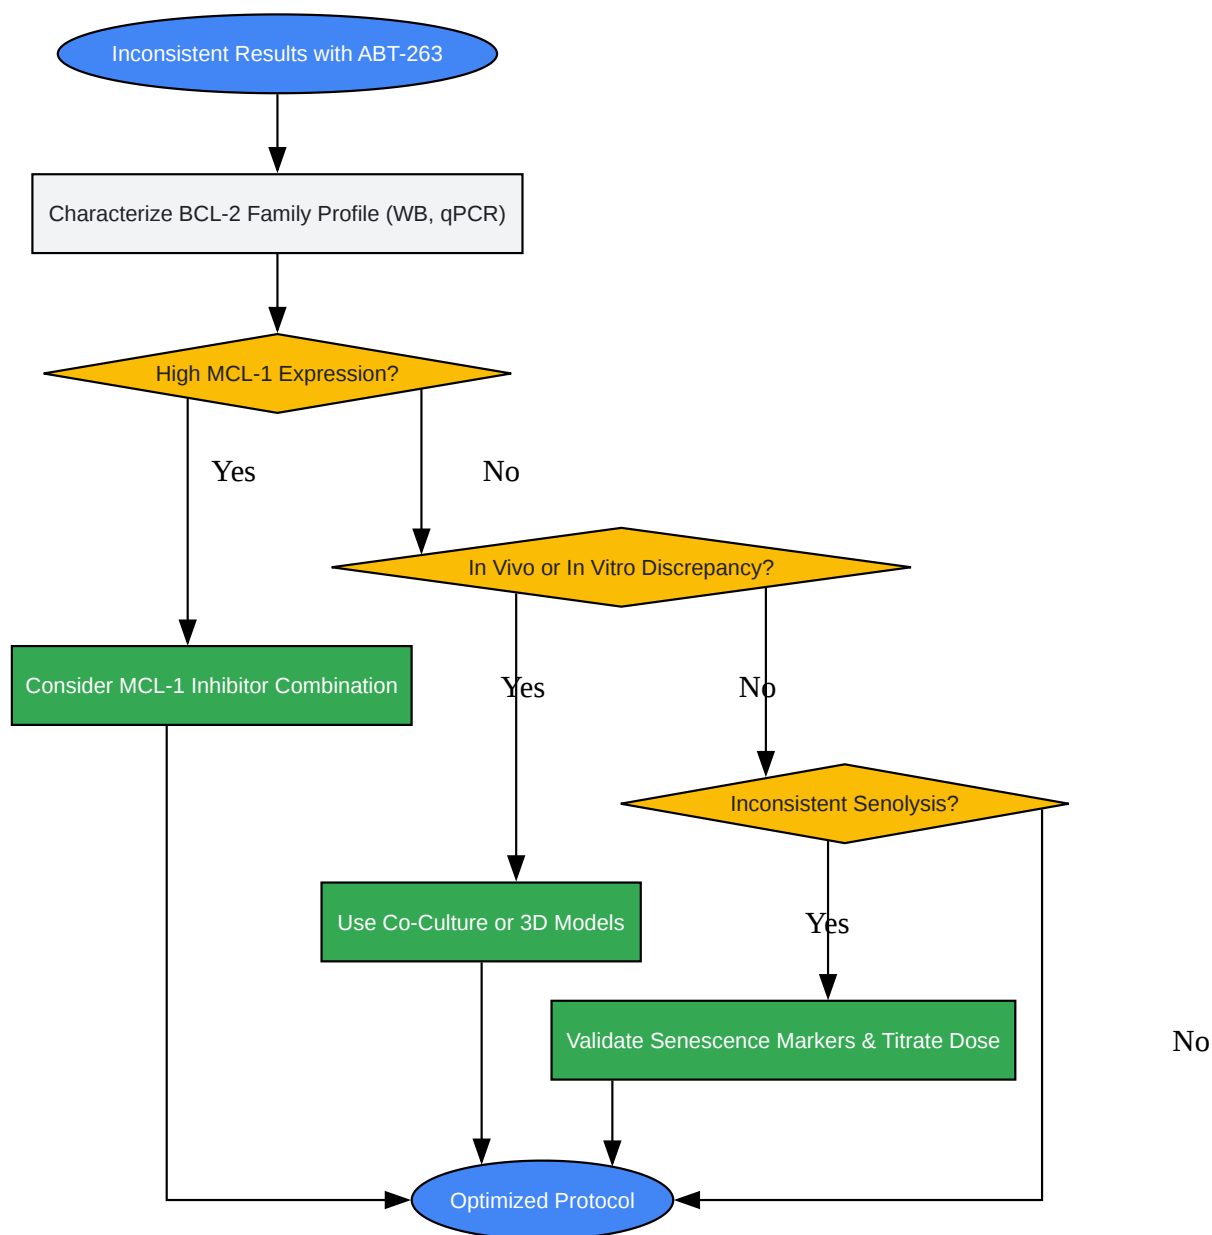 Inconsistent Results with ABT-263
Characterize BCL-2 Family Profile (WB, qPCR)
High MCL-1 Expression?
Yes
No
In Vivo or In Vitro Discrepancy?
Consider MCL-1 Inhibitor Combination
Yes
No
Inconsistent Senolysis?
Use Co-Culture or 3D Models
Yes
Validate Senescence Markers & Titrate Dose
No
Optimized Protocol